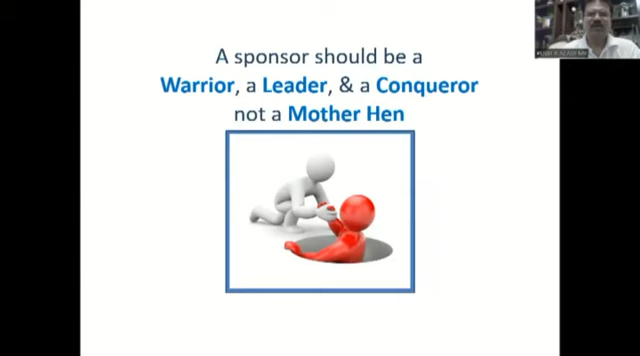 A sponsor should be a
Warrior, a Leader, & a Conqueror
not a Mother Hen